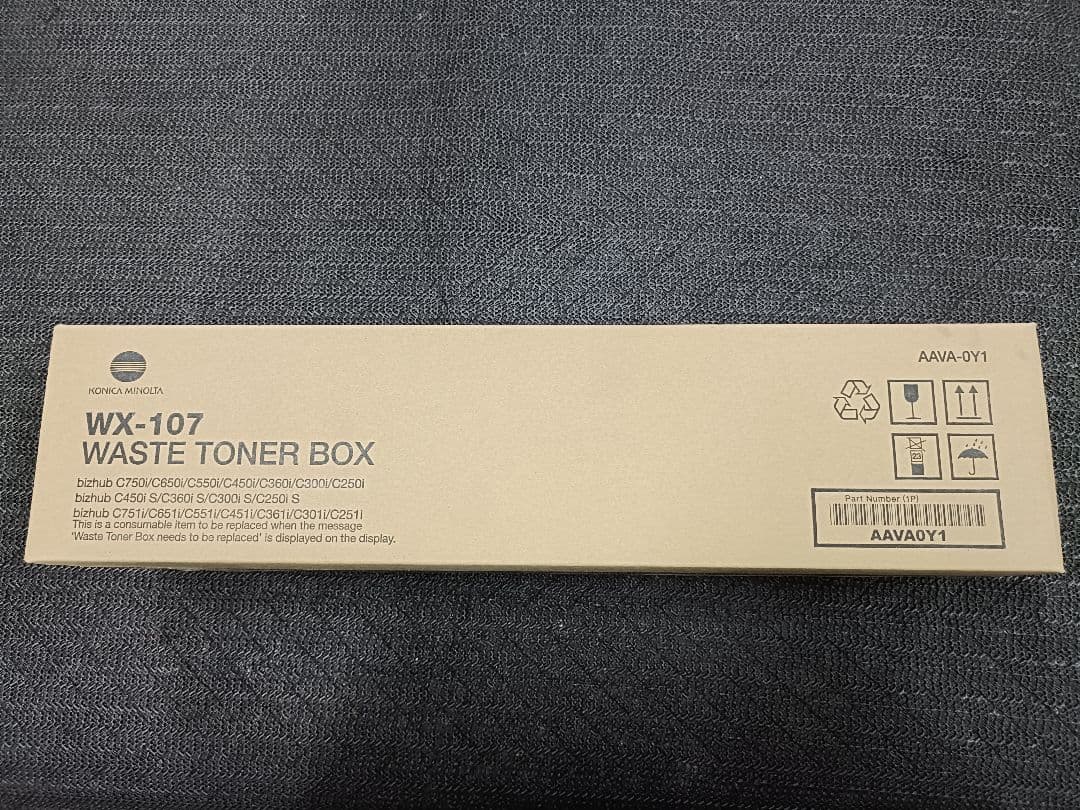 KONICA MINOLTA
WX-107
WASTE TONER BOX
bizhub C750i/C650i/C550i/C450i/C360i/C300i/C250i
bizhub C450i S/C360i S/C300i S/C250i S
bizhub C751i/C651i/C551i/C451i/C361i/C301i/C251i
This is a consumable item to be replaced when the message
'Waste Toner Box needs to be replaced' is displayed on the display.
AAVA-0Y1
23
Part Number (1P)
AAVA0Y1